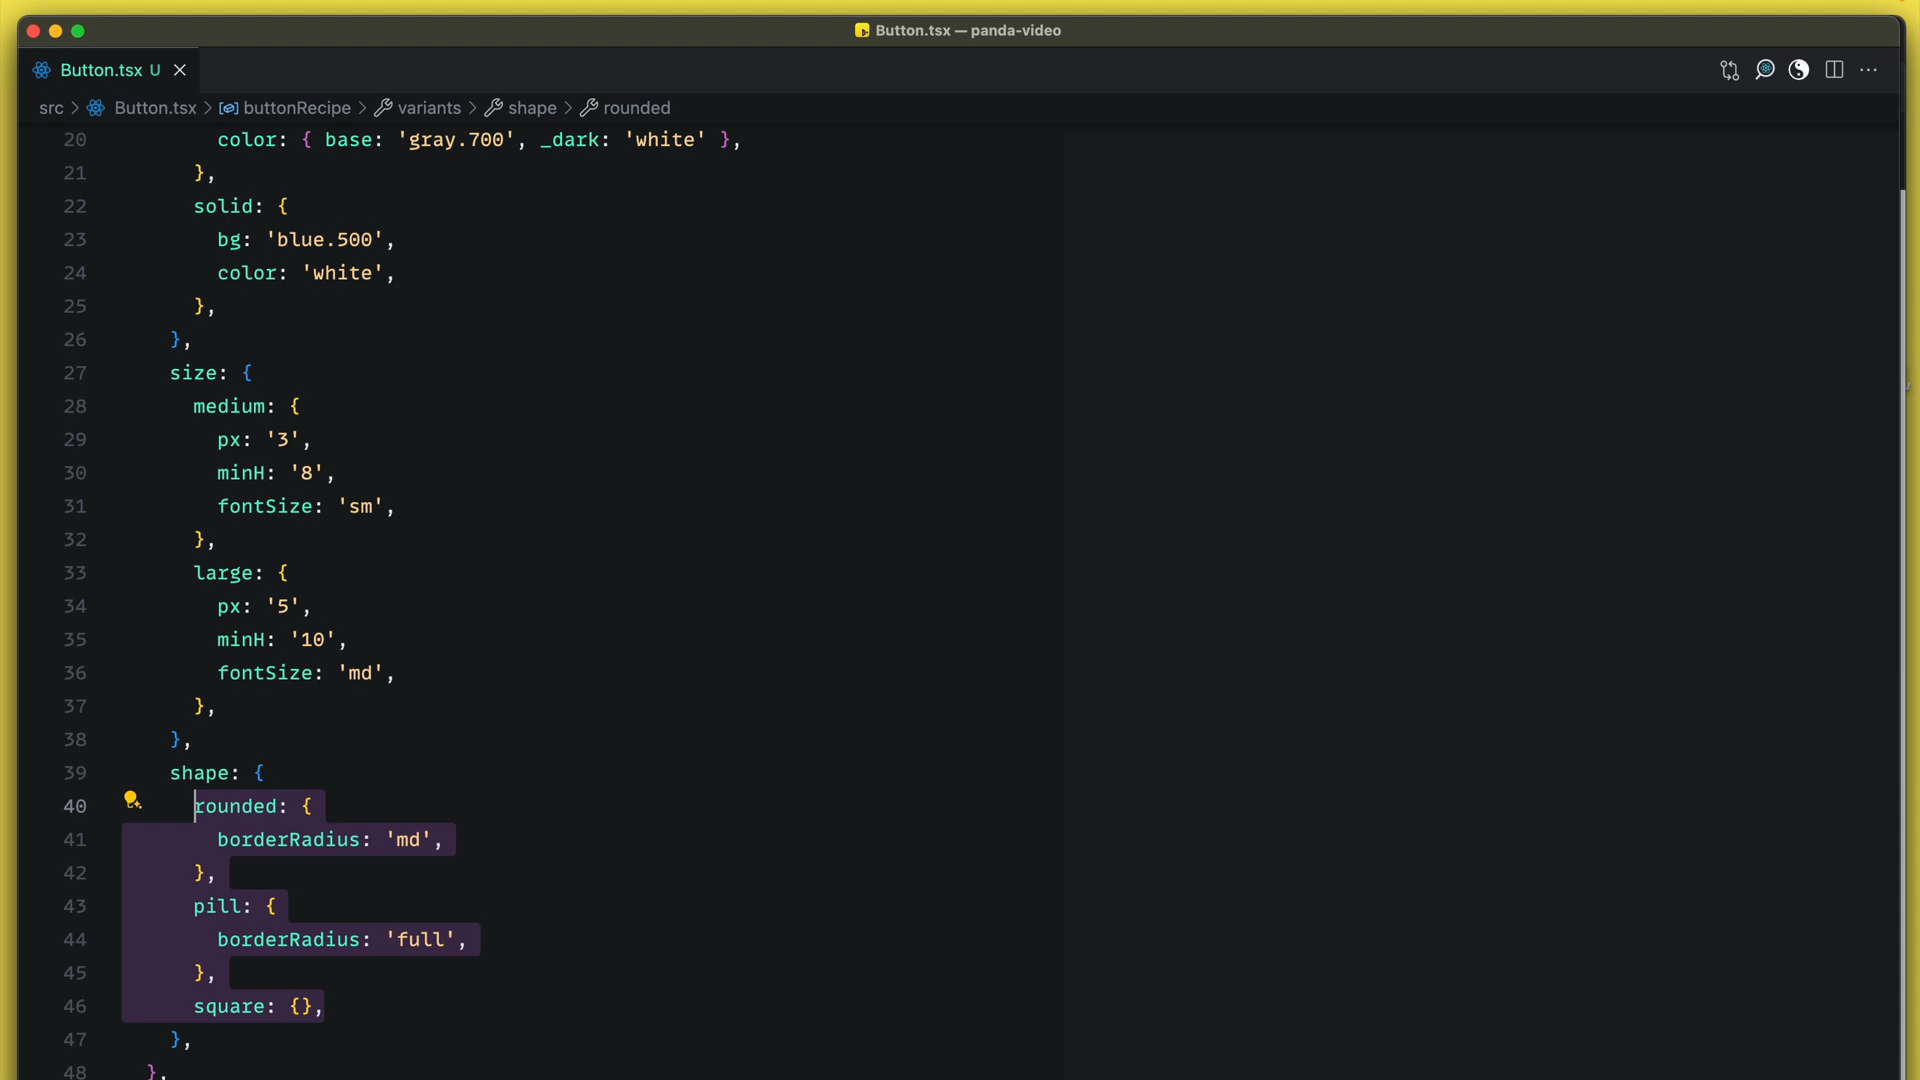 Button.tsx — panda-video
Button.tsx U
src > Button.tsx > buttonRecipe > variants > shape > rounded
20 color: { base: 'gray.700', _dark: 'white' },
21 },
22 solid: {
23 bg: 'blue.500',
24 color: 'white',
25 },
26 },
27 size: {
28 medium: {
29 px: '3',
30 minH: '8',
31 fontSize: 'sm',
32 },
33 large: {
34 px: '5',
35 minH: '10',
36 fontSize: 'md',
37 },
38 },
39 shape: {
40 rounded: {
41 borderRadius: 'md',
42 },
43 pill: {
44 borderRadius: 'full',
45 },
46 square: {},
47 },
48 },